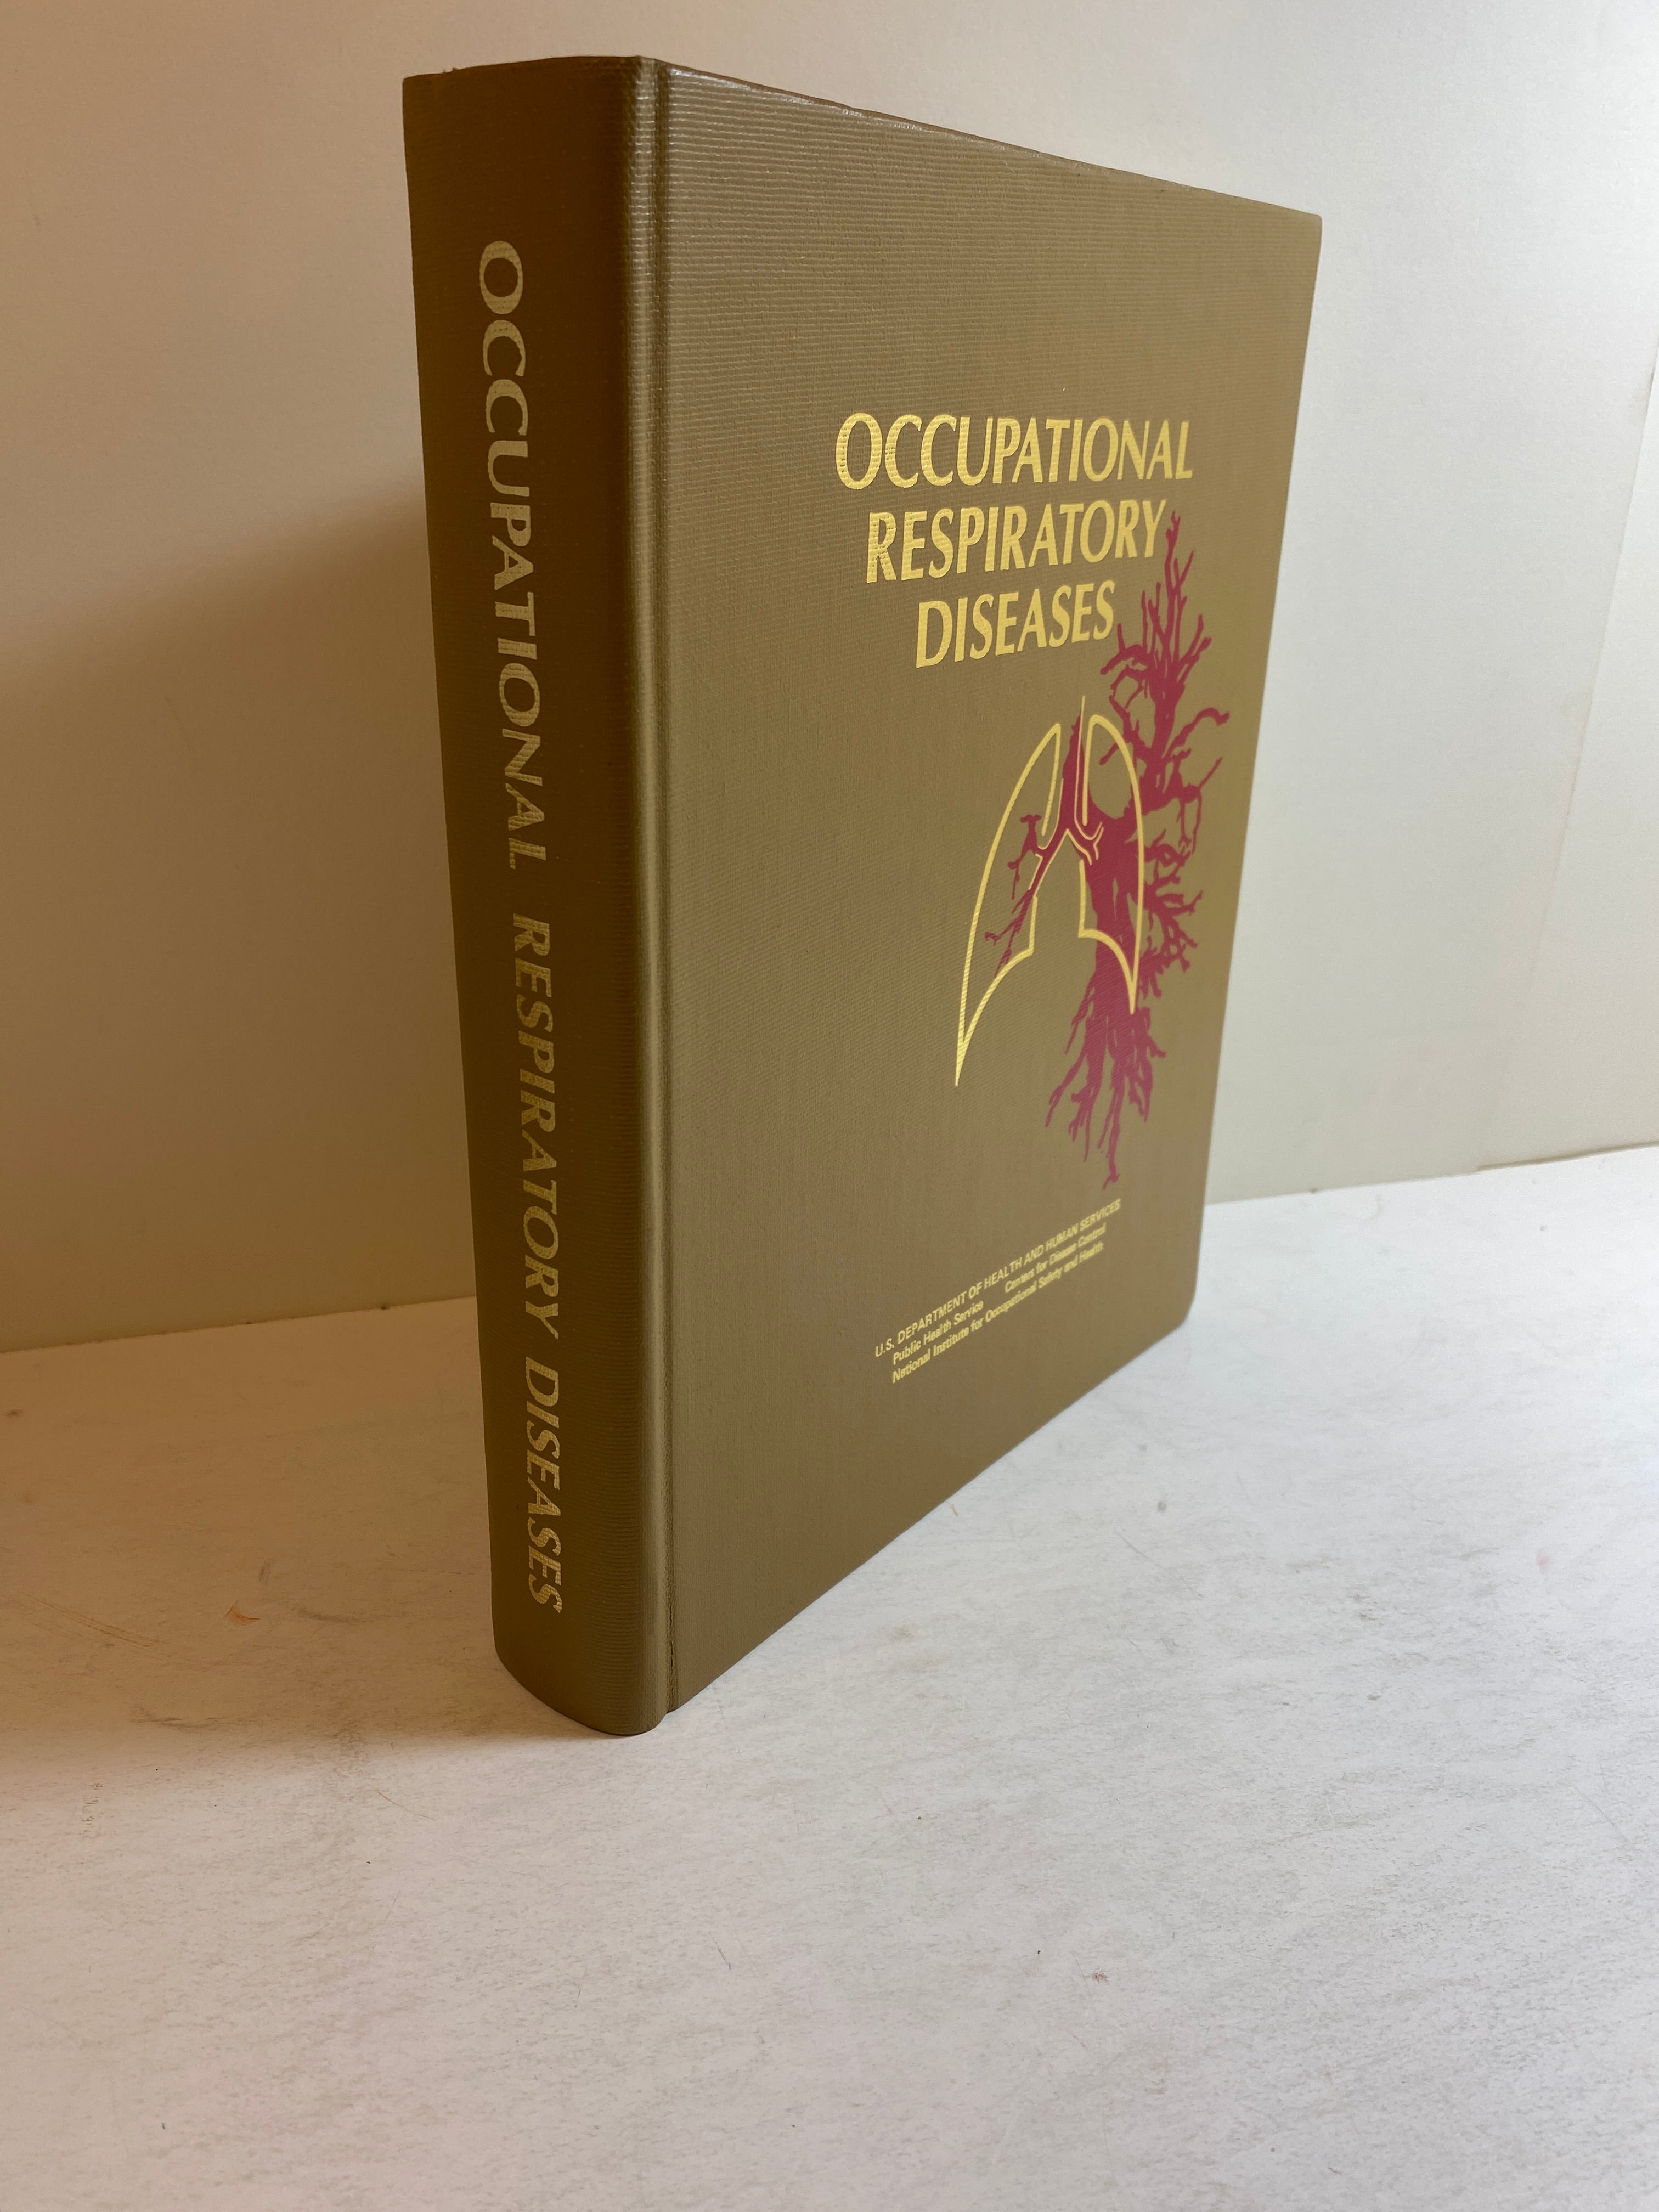 OCCUPATIONAL RESPIRATORY DISEASES
OCCUPATIONAL
RESPIRATORY
DISEASES
U.S. DEPARTMENT OF HEALTH AND HUMAN SERVICES
Public Health Service Centers for Disease Control
National Institute for Occupational Safety and Health